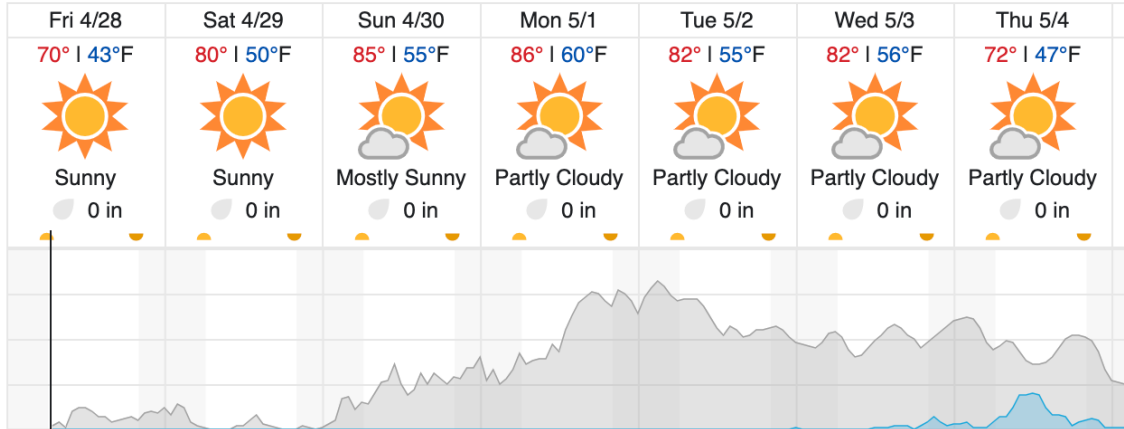 Fri 4/28 Sat 4/29 Sun 4/30 Mon 5/1 Tue 5/2 Wed 5/3 Thu 5/4
70° | 43°F 80° | 50°F 85° | 55°F 86° | 60°F 82° | 55°F 82° | 56°F 72° | 47°F
Sunny Sunny Mostly Sunny Partly Cloudy Partly Cloudy Partly Cloudy Partly Cloudy
0 in 0 in 0 in 0 in 0 in 0 in 0 in